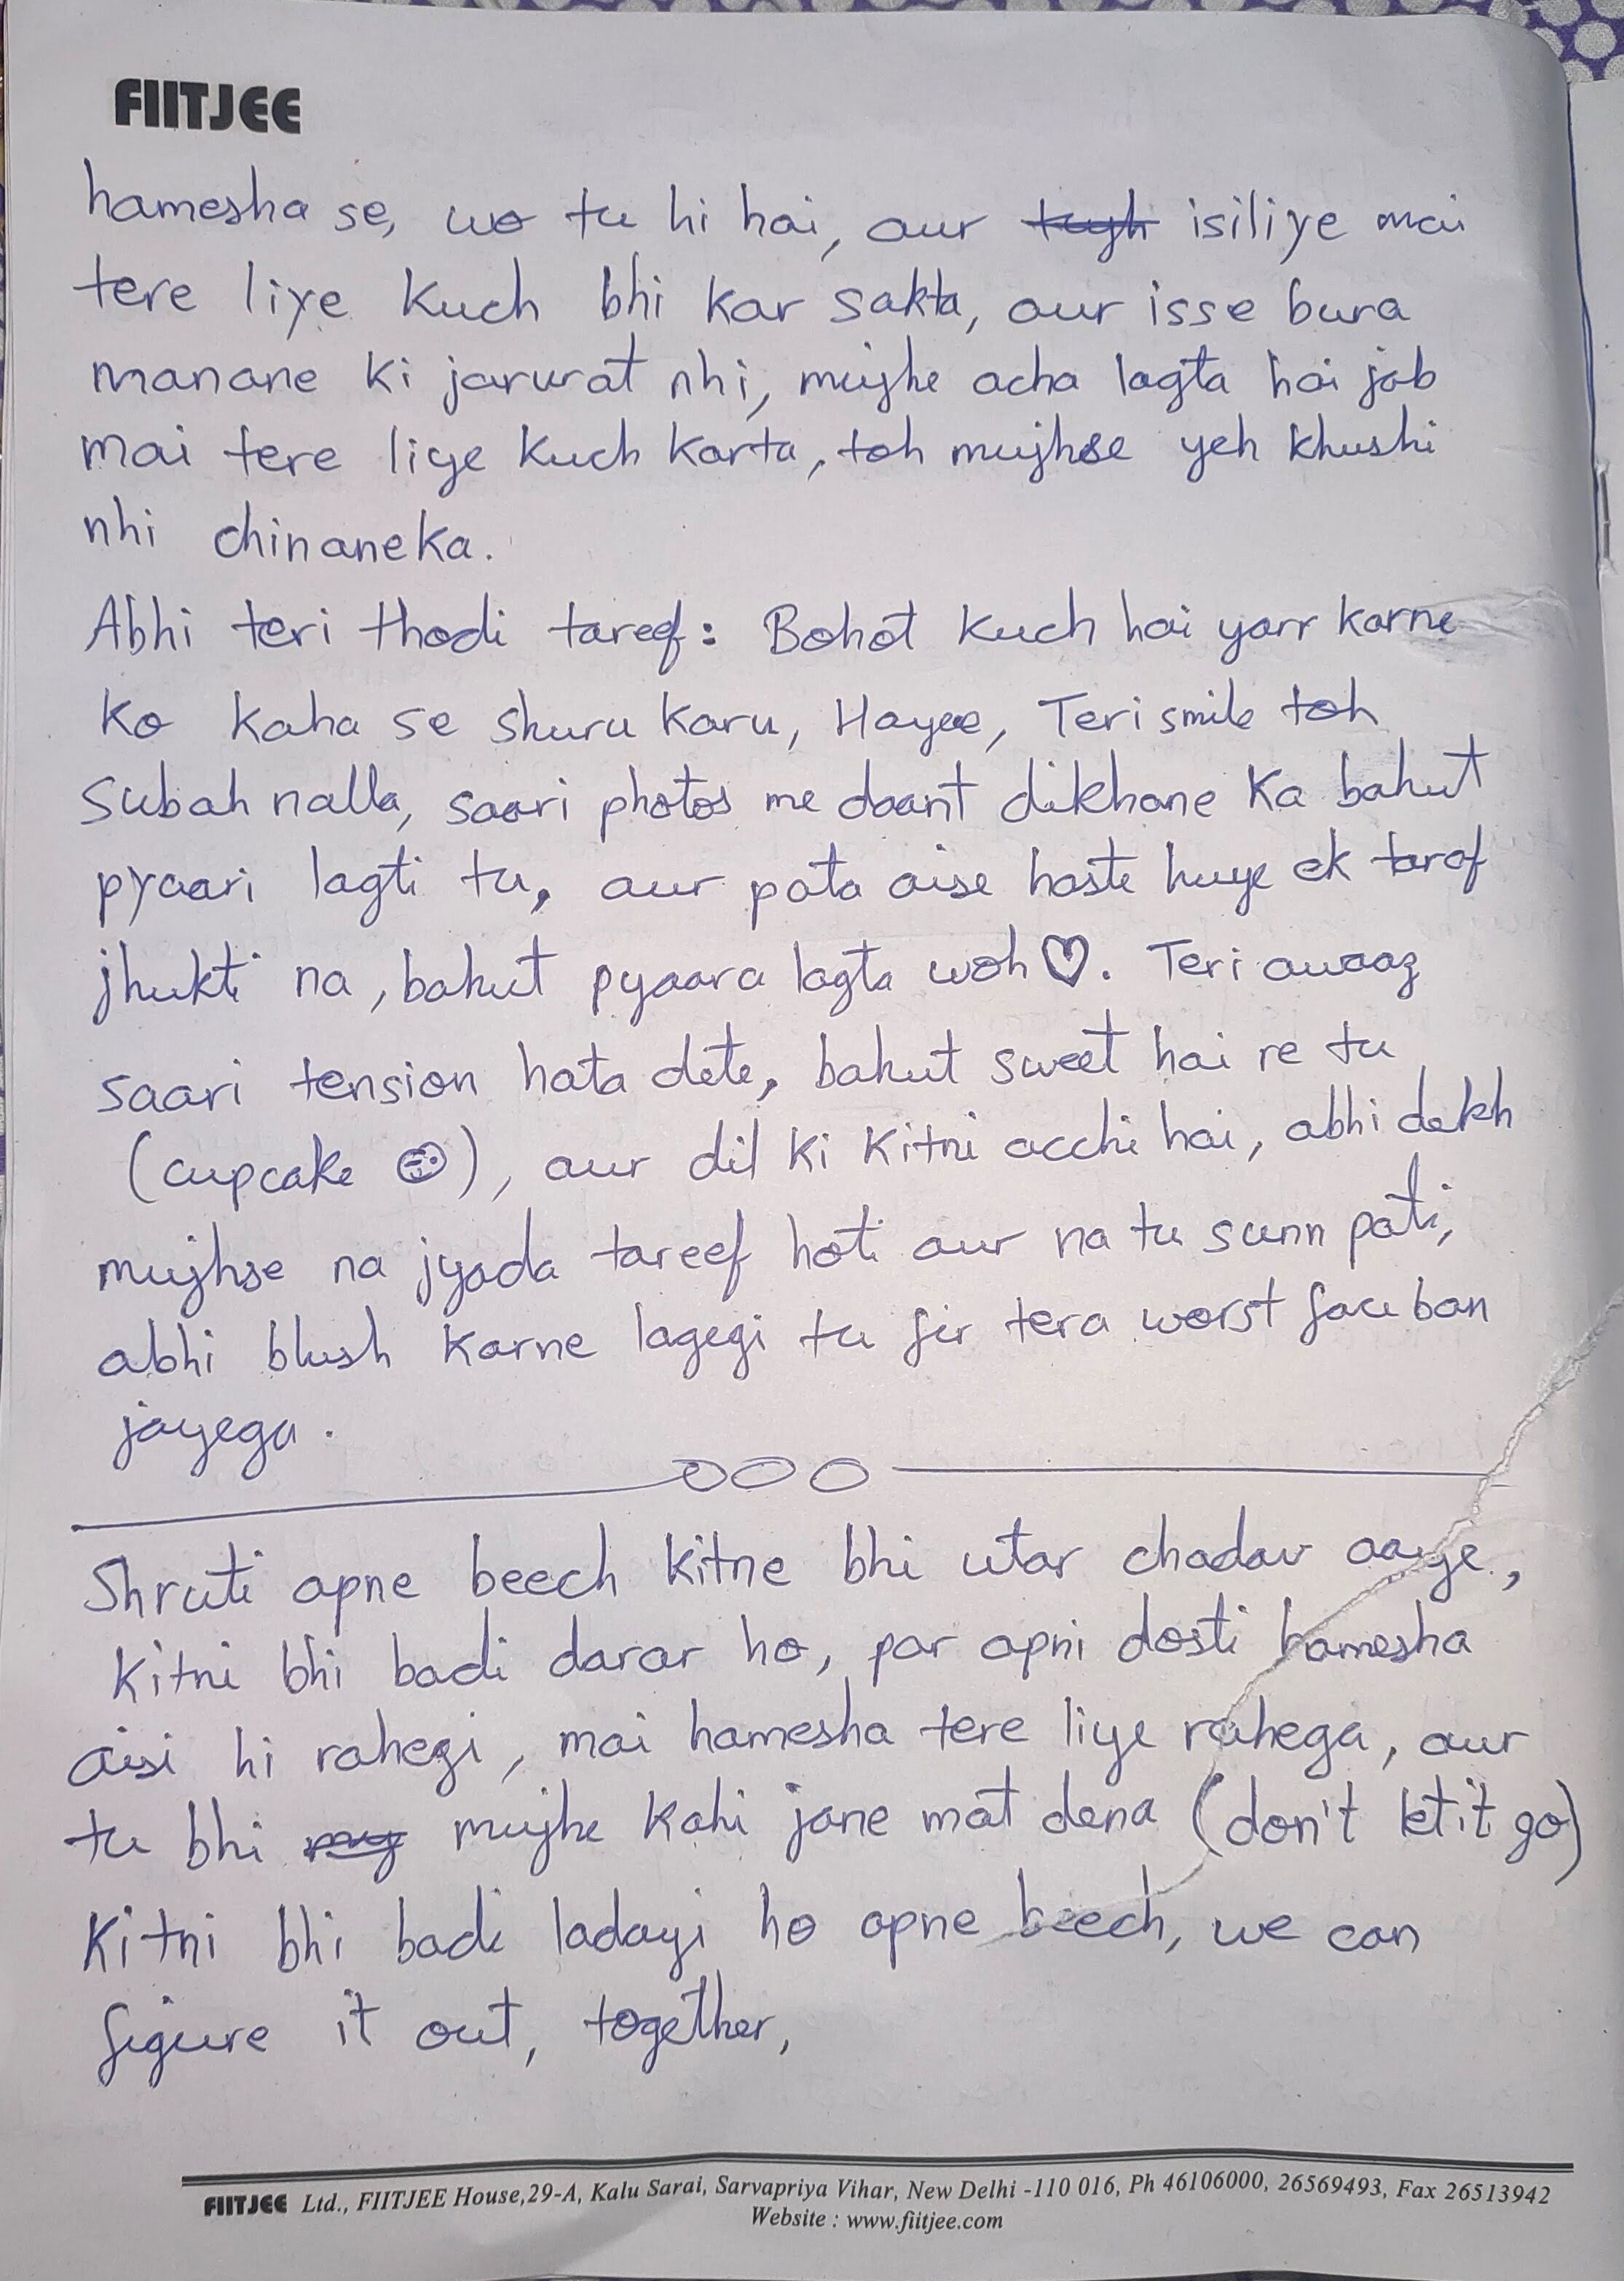 FIITJEE
hamesha se, wo tu hi hai, aur isiliye mai
tere liye kuch bhi kar sakta, aur isse bura
manane ki jarurat nhi, mujhe acha lagta hai jab
mai tere liye kuch karta, toh mujhse yeh khushi
nhi chinaneka.
Abhi teri thodi tareef: Bohot kuch hai yarr karne
ko kaha se shuru karu, Hayee, Teri smile toh
subah nalla, saari photos me daant dikhane ka bahut
pyaari lagti tu, aur pata aise haste huye ek taraf
jhukti na, bahut pyaara lagta woh ♡. Teri awaaz
saari tension hata dete, bahut sweet hai re tu
(cupcake 😉), aur dil ki kitni acchi hai, abhi dekh
mujhse na jyada tareef hoti aur na tu sunn pati,
abhi blush karne lagegi tu fir tera worst face ban
jayega.
Shruti apne beech kitne bhi utar chadav aaye,
kitni bhi badi darar ho, par apni dosti hamesha
aisi hi rahegi, mai hamesha tere liye rahega, aur
tu bhi mujhe kahi jane mat dena (don't let it go)
Kitni bhi badi ladayi ho apne beech, we can
figure it out, together,
FIITJEE Ltd., FIITJEE House,29-A, Kalu Sarai, Sarvapriya Vihar, New Delhi -110 016, Ph 46106000, 26569493, Fax 26513942
Website : www.fiitjee.com